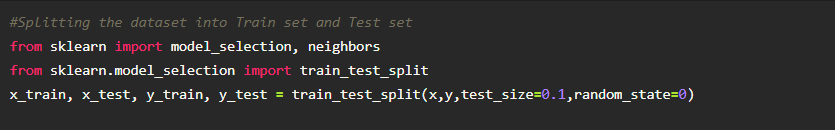 #Splitting the dataset into Train set and Test set
from sklearn import model_selection, neighbors
from sklearn.model_selection import train_test_split
x_train, x_test, y_train, y_test = train_test_split(x,y,test_size=0.1,random_state=0)